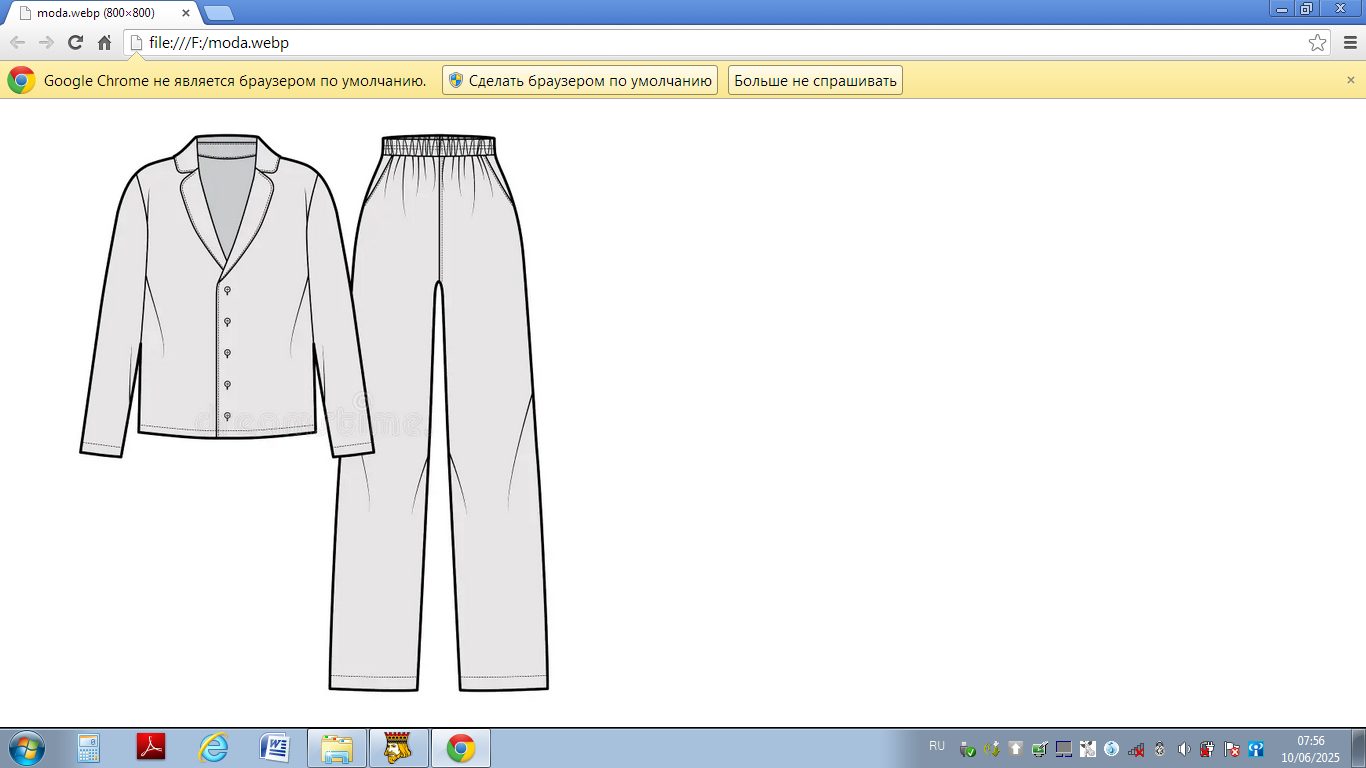 moda.webp (800×800)
file:///F:/moda.webp
Google Chrome не является браузером по умолчанию.
Сделать браузером по умолчанию
Больше не спрашивать
dreamstime.
RU
07:56
10/06/2025